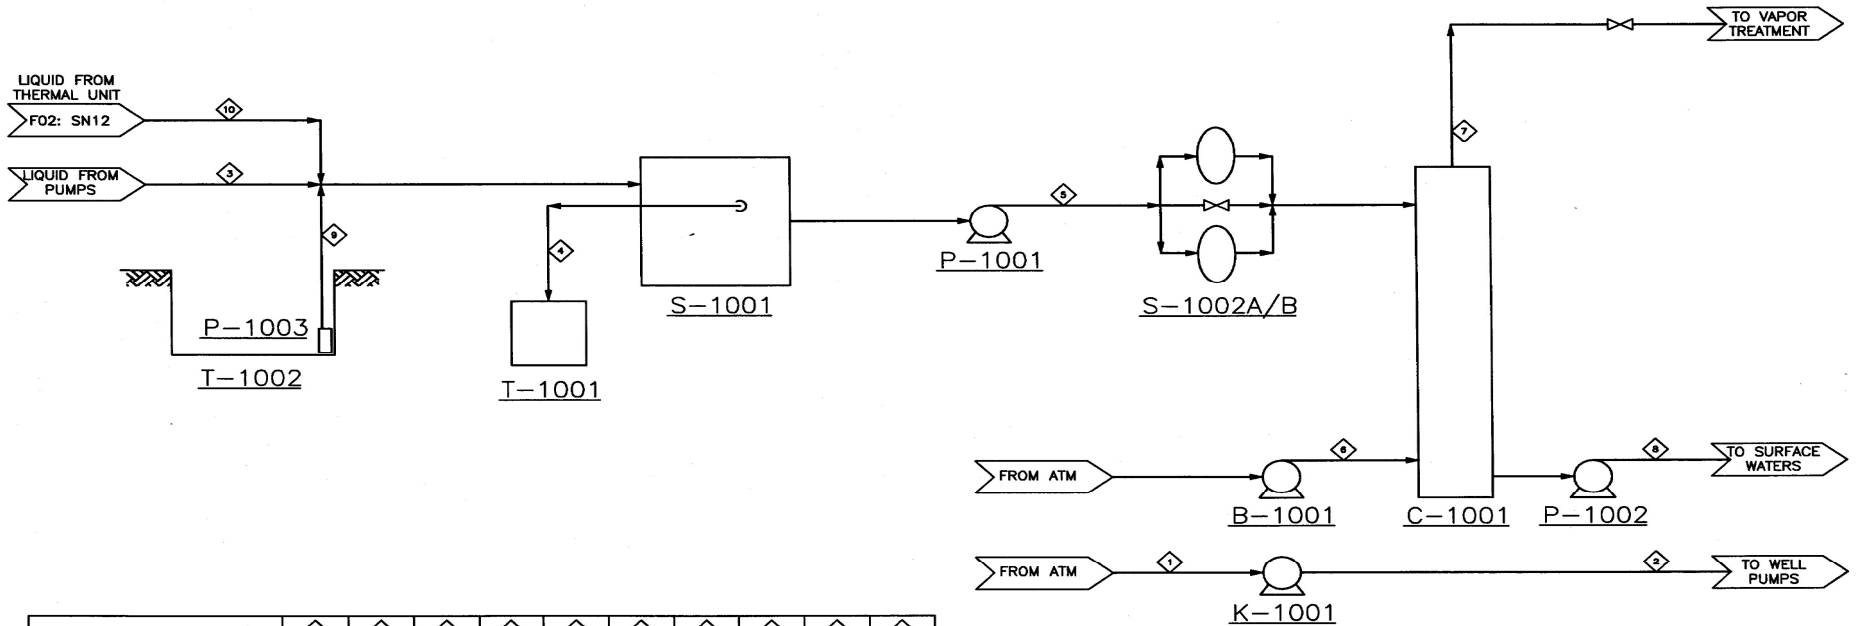 TO VAPOR
TREATMENT
LIQUID FROM
THERMAL UNIT
F02: SN12
10
LIQUID FROM
PUMPS
3
7
5
9
4
P-1001
S-1001
S-1002A/B
P-1003
T-1002
T-1001
FROM ATM
6
8
TO SURFACE
WATERS
B-1001
C-1001
P-1002
FROM ATM
1
2
TO WELL
PUMPS
K-1001